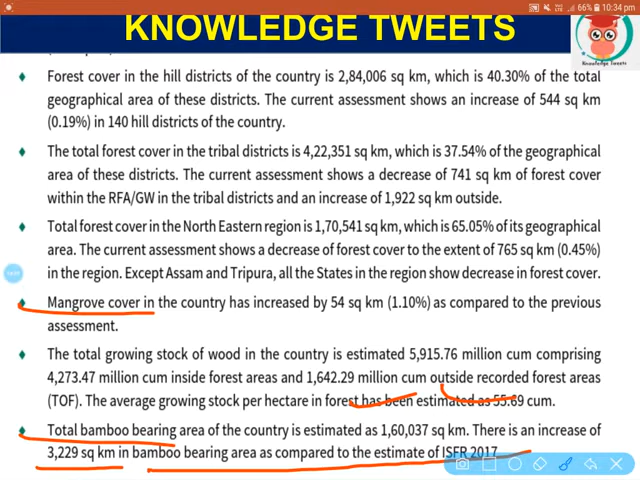 66% 10:34 pm
KNOWLEDGE TWEETS
Knowledge Tweets
Forest cover in the hill districts of the country is 2,84,006 sq km, which is 40.30% of the total
geographical area of these districts. The current assessment shows an increase of 544 sq km
(0.19%) in 140 hill districts of the country.
The total forest cover in the tribal districts is 4,22,351 sq km, which is 37.54% of the geographical
area of these districts. The current assessment shows a decrease of 741 sq km of forest cover
within the RFA/GW in the tribal districts and an increase of 1,922 sq km outside.
Total forest cover in the North Eastern region is 1,70,541 sq km, which is 65.05% of its geographical
area. The current assessment shows a decrease of forest cover to the extent of 765 sq km (0.45%)
in the region. Except Assam and Tripura, all the States in the region show decrease in forest cover.
Mangrove cover in the country has increased by 54 sq km (1.10%) as compared to the previous
assessment.
The total growing stock of wood in the country is estimated 5,915.76 million cum comprising
4,273.47 million cum inside forest areas and 1,642.29 million cum outside recorded forest areas
(TOF). The average growing stock per hectare in forest has been estimated as 55.69 cum.
Total bamboo bearing area of the country is estimated as 1,60,037 sq km. There is an increase of
3,229 sq km in bamboo bearing area as compared to the estimate of ISFR 2017.